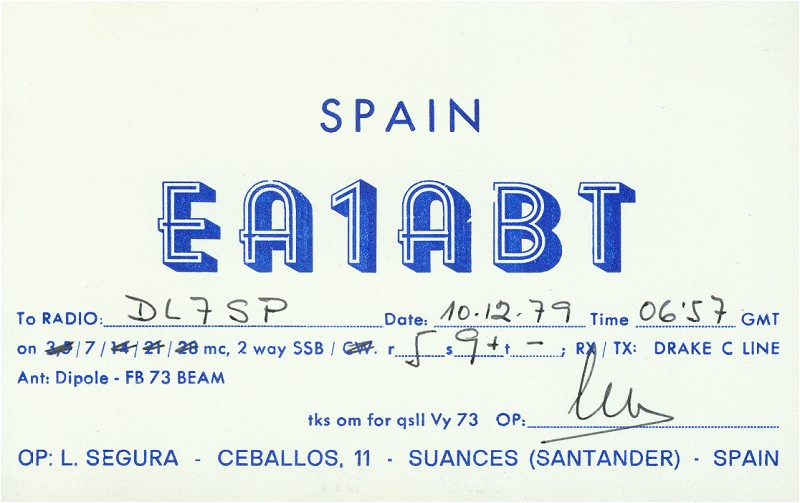 SPAIN
EA1ABT
To RADIO: DL7SP Date: 10.12.79 Time 06'57 GMT
on 3,5/7/14/21/28 mc, 2 way SSB / CW. r 5 s 9+ t - ; RX/TX: DRAKE C LINE
Ant: Dipole - FB 73 BEAM
tks om for qsll Vy 73 OP:
OP: L. SEGURA - CEBALLOS, 11 - SUANCES (SANTANDER) - SPAIN